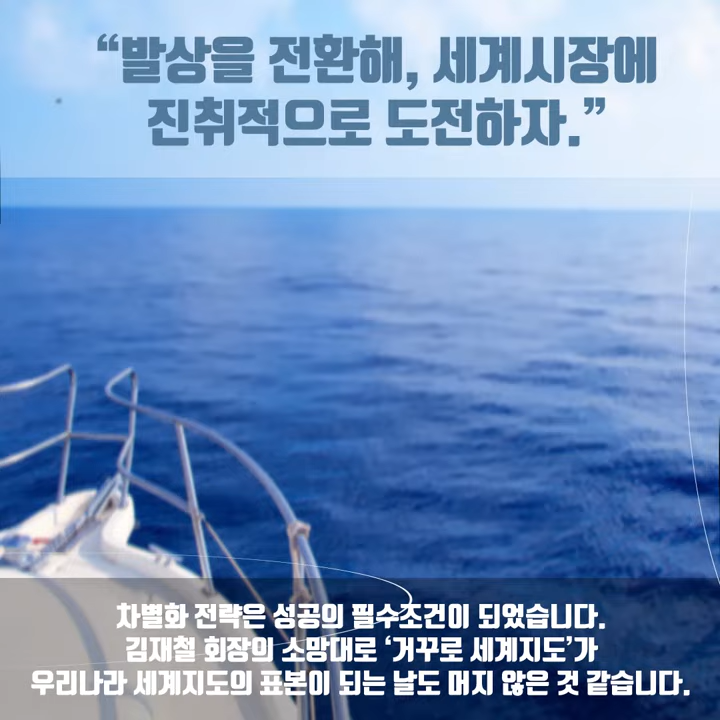 “발상을 전환해, 세계시장에
진취적으로 도전하자.”
차별화 전략은 성공의 필수조건이 되었습니다.
김재철 회장의 소망대로 ‘거꾸로 세계지도’가
우리나라 세계지도의 표본이 되는 날도 머지 않은 것 같습니다.